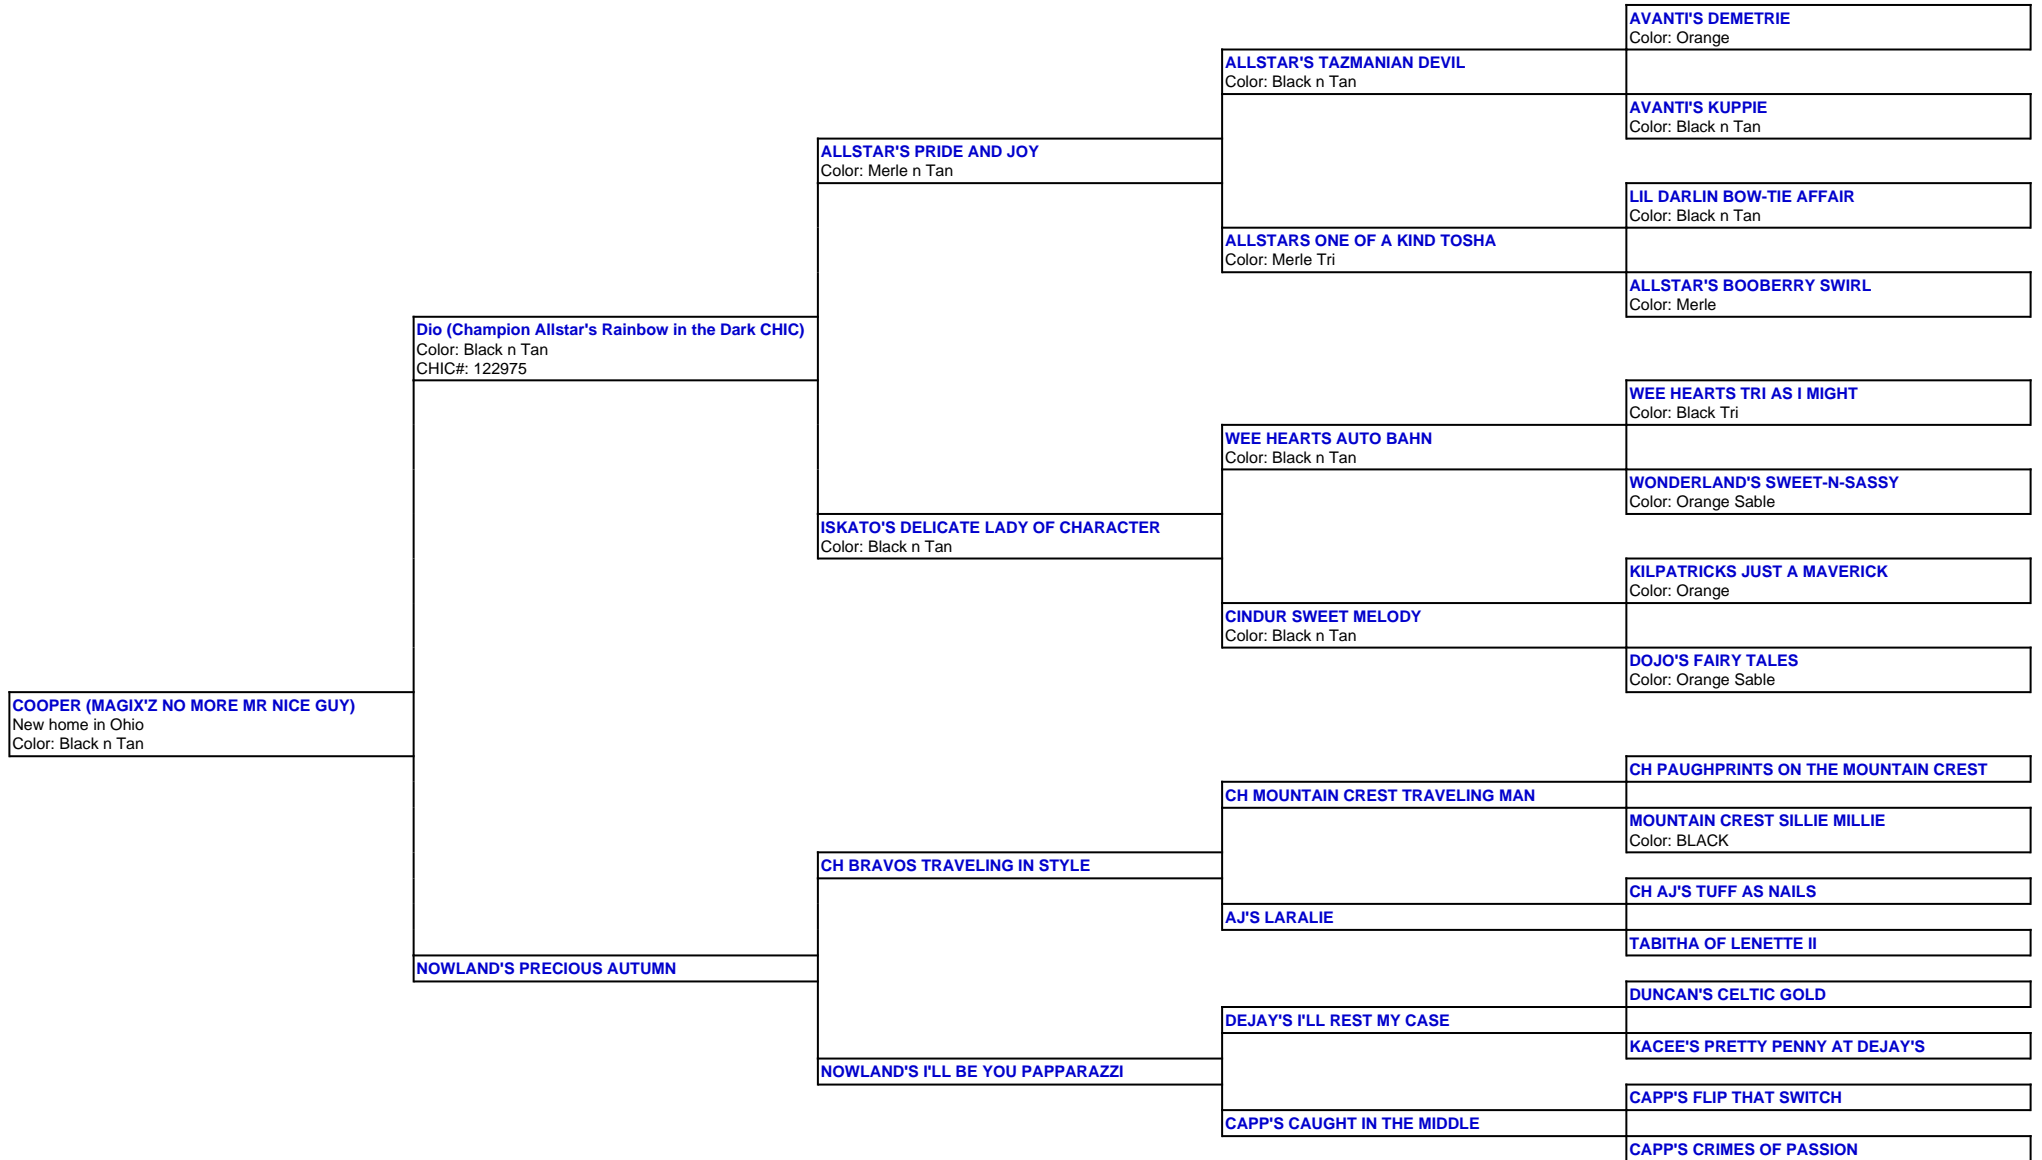 AVANTI'S DEMETRIE
Color: Orange
ALLSTAR'S TAZMANIAN DEVIL
Color: Black n Tan
AVANTI'S KUPPIE
Color: Black n Tan
ALLSTAR'S PRIDE AND JOY
Color: Merle n Tan
LIL DARLIN BOW-TIE AFFAIR
Color: Black n Tan
ALLSTARS ONE OF A KIND TOSHA
Color: Merle Tri
ALLSTAR'S BOOBERRY SWIRL
Color: Merle
Dio (Champion Allstar's Rainbow in the Dark CHIC)
Color: Black n Tan
CHIC#: 122975
WEE HEARTS TRI AS I MIGHT
Color: Black Tri
WEE HEARTS AUTO BAHN
Color: Black n Tan
WONDERLAND'S SWEET-N-SASSY
Color: Orange Sable
ISKATO'S DELICATE LADY OF CHARACTER
Color: Black n Tan
KILPATRICKS JUST A MAVERICK
Color: Orange
CINDUR SWEET MELODY
Color: Black n Tan
DOJO'S FAIRY TALES
Color: Orange Sable
COOPER (MAGIX'Z NO MORE MR NICE GUY)
New home in Ohio
Color: Black n Tan
CH PAUGHPRINTS ON THE MOUNTAIN CREST
CH MOUNTAIN CREST TRAVELING MAN
MOUNTAIN CREST SILLIE MILLIE
Color: BLACK
CH BRAVOS TRAVELING IN STYLE
CH AJ'S TUFF AS NAILS
AJ'S LARALIE
TABITHA OF LENETTE II
NOWLAND'S PRECIOUS AUTUMN
DUNCAN'S CELTIC GOLD
DEJAY'S I'LL REST MY CASE
KACEE'S PRETTY PENNY AT DEJAY'S
NOWLAND'S I'LL BE YOU PAPPARAZZI
CAPP'S FLIP THAT SWITCH
CAPP'S CAUGHT IN THE MIDDLE
CAPP'S CRIMES OF PASSION